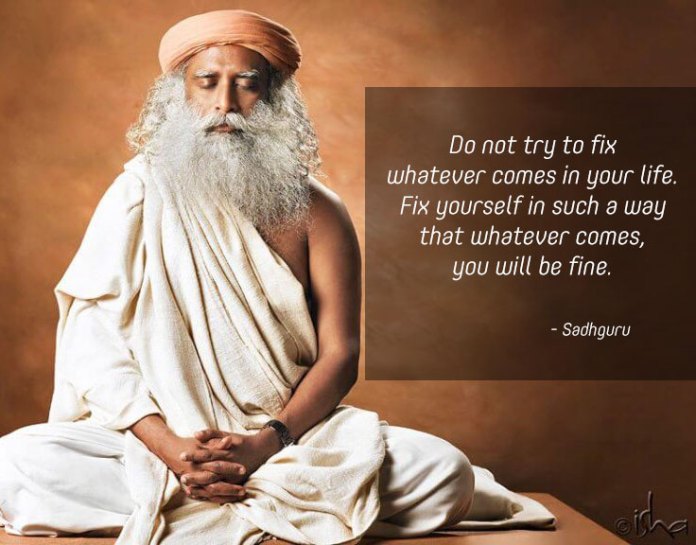 Do not try to fix
whatever comes in your life.
Fix yourself in such a way
that whatever comes,
you will be fine.
- Sadhguru
©isha